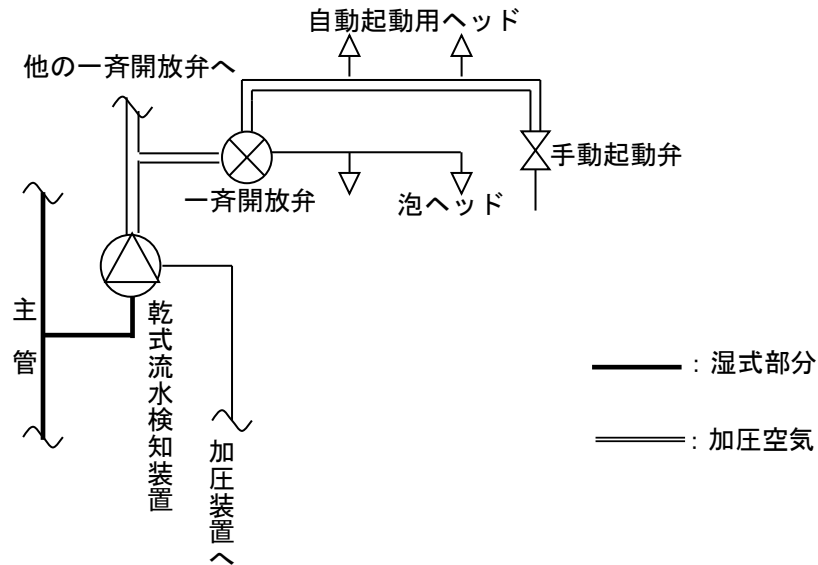 自動起動用ヘッド
他の一斉開放弁へ
手動起動弁
一斉開放弁
泡ヘッド
主管
乾式流水検知装置
加圧装置へ
：湿式部分
：加圧空気